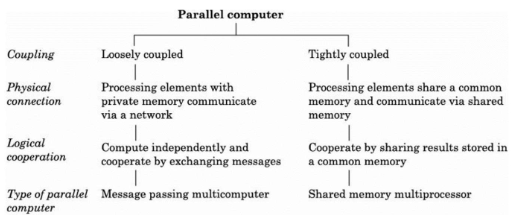 Parallel computer
Coupling Loosely coupled Tightly coupled
Physical Processing elements with Processing elements share a common
connection private memory communicate memory and communicate via shared
via a network memory
Logical Compute independently and Cooperate by sharing results stored in
cooperation cooperate by exchanging messages a common memory
Type of parallel Message passing multicomputer Shared memory multiprocessor
computer